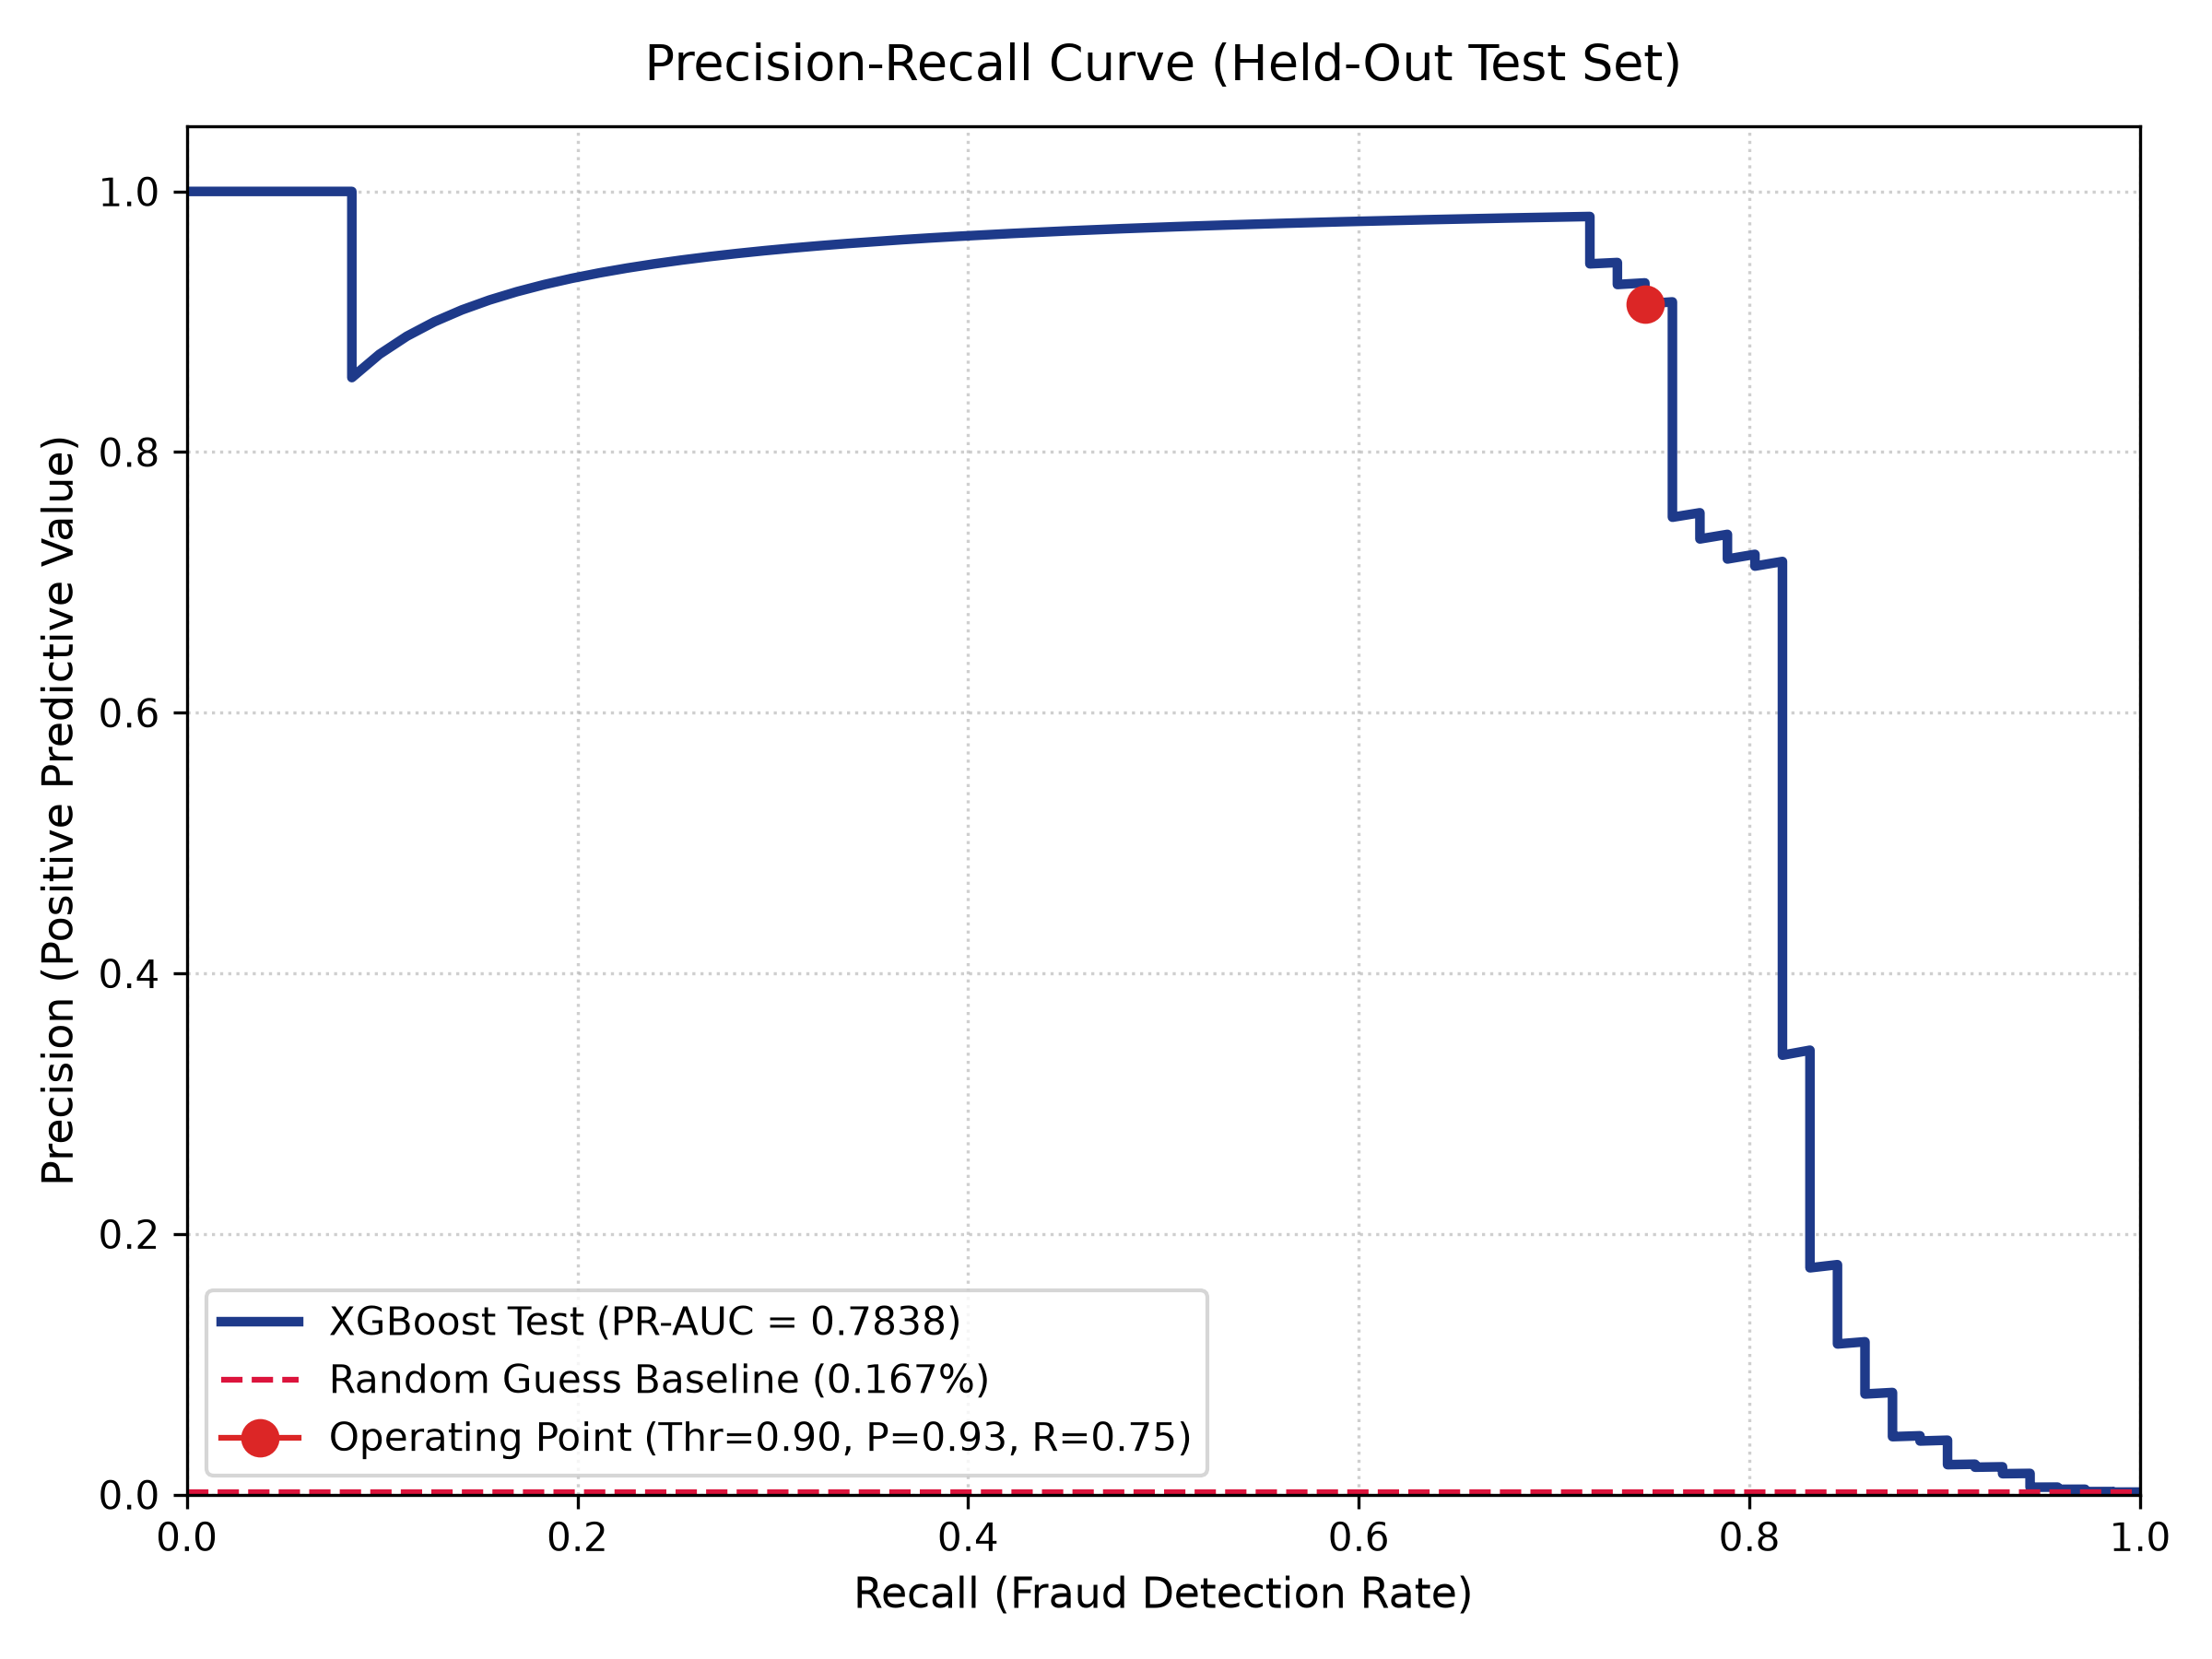 Precision-Recall Curve (Held-Out Test Set)
Precision (Positive Predictive Value)
1.0
0.8
0.6
0.4
0.2
0.0
XGBoost Test (PR-AUC = 0.7838)
Random Guess Baseline (0.167%)
Operating Point (Thr=0.90, P=0.93, R=0.75)
0.0 0.2 0.4 0.6 0.8 1.0
Recall (Fraud Detection Rate)